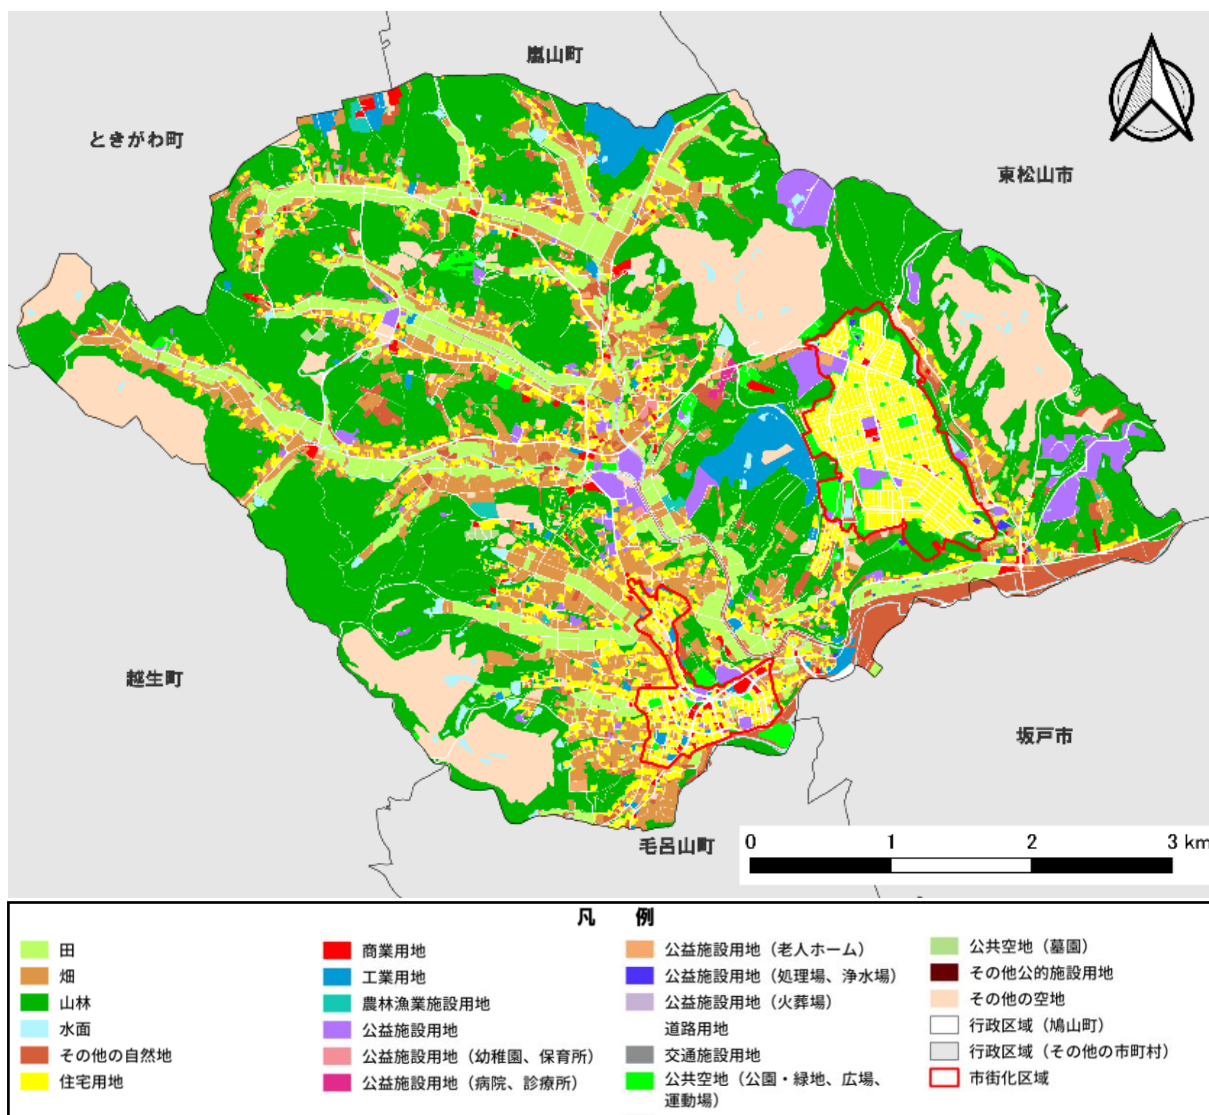 嵐山町
ときがわ町
東松山市
越生町
坂戸市
毛呂山町
0 1 2 3 km
凡 例
田
畑
山林
水面
その他の自然地
住宅用地
商業用地
工業用地
農林漁業施設用地
公益施設用地
公益施設用地（幼稚園、保育所）
公益施設用地（病院、診療所）
公益施設用地（老人ホーム）
公益施設用地（処理場、浄水場）
公益施設用地（火葬場）
道路用地
交通施設用地
公共空地（公園・緑地、広場、
運動場）
公共空地（墓園）
その他公的施設用地
その他の空地
行政区域（鳩山町）
行政区域（その他の市町村）
市街化区域